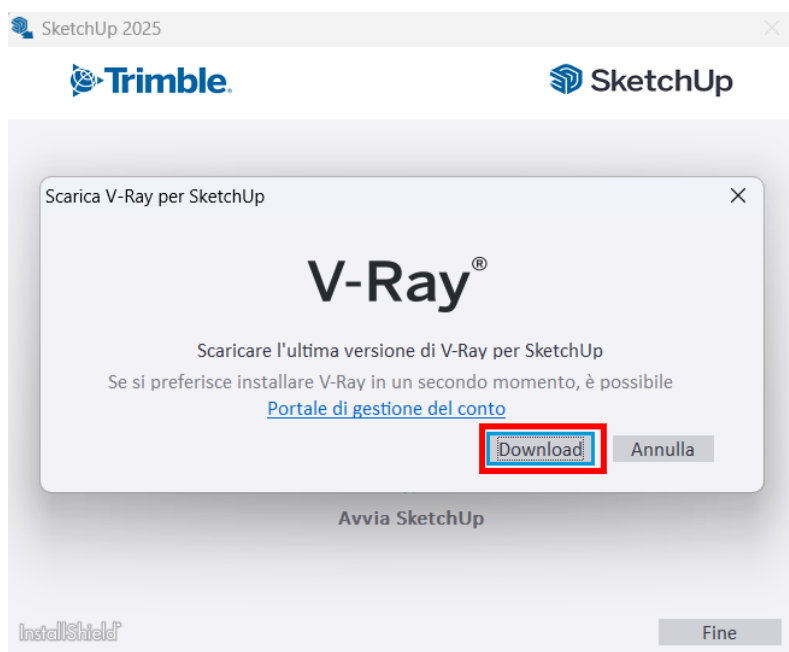 SketchUp 2025
Trimble.
SketchUp
Scarica V-Ray per SketchUp
V-Ray®
Scaricare l'ultima versione di V-Ray per SketchUp
Se si preferisce installare V-Ray in un secondo momento, è possibile
Portale di gestione del conto
Download
Annulla
Avvia SketchUp
InstallShield®
Fine